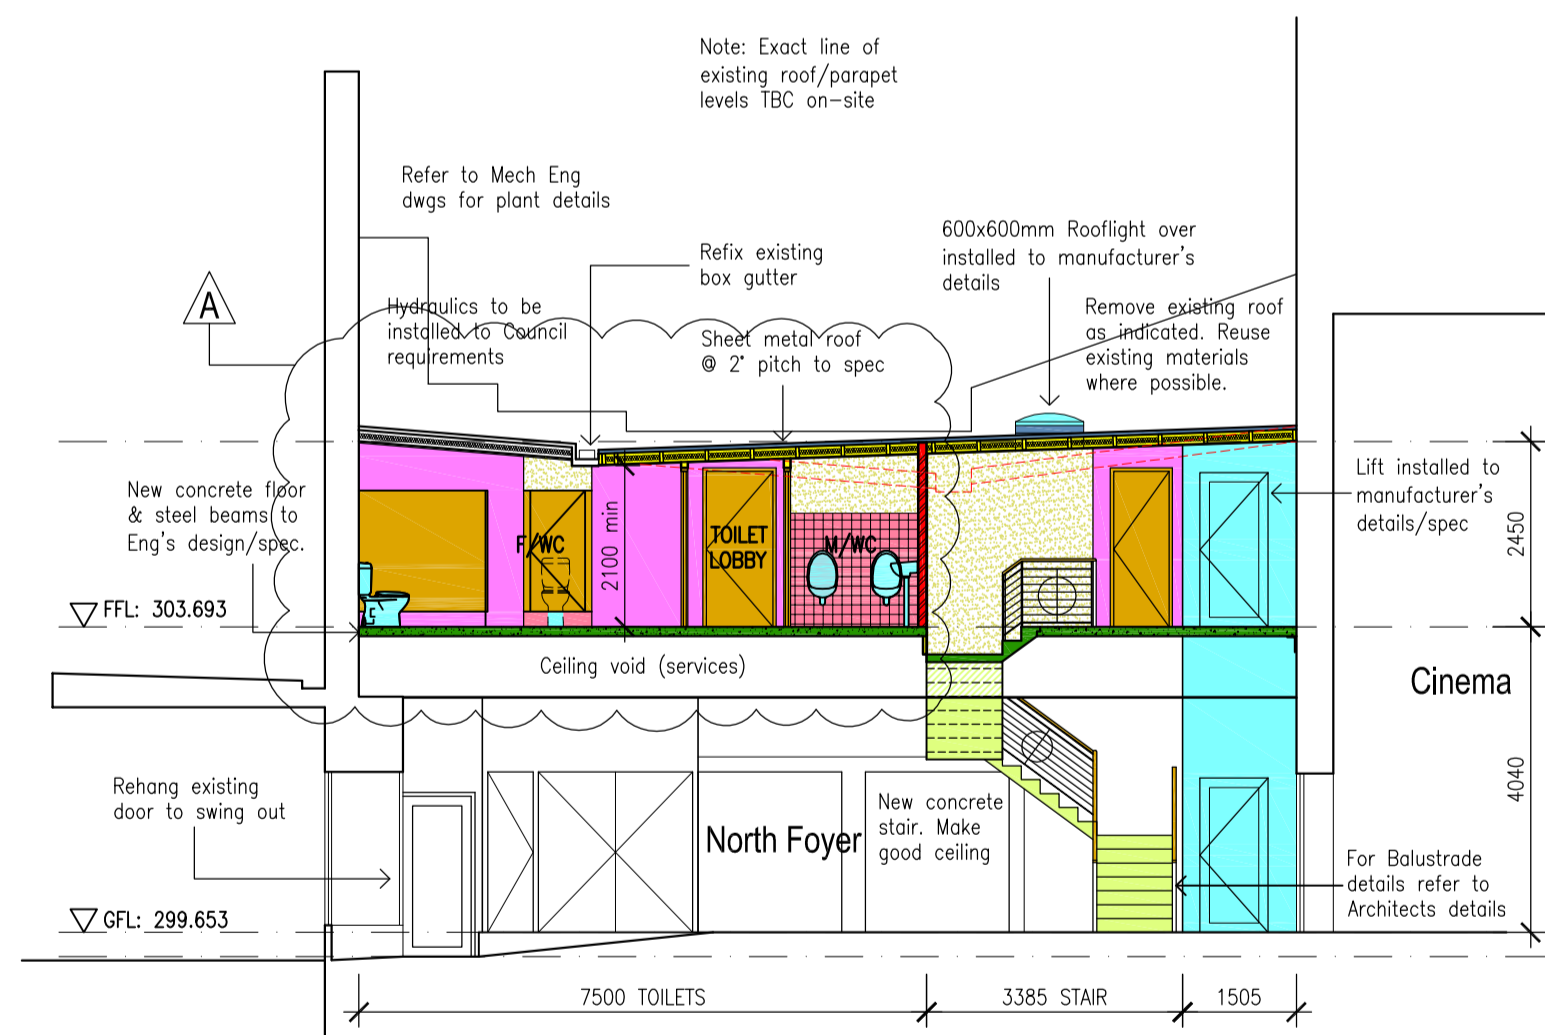 Note: Exact line of
existing roof/parapet
levels TBC on-site
Refer to Mech Eng
dwgs for plant details
Refix existing
box gutter
600x600mm Rooflight over
installed to manufacturer's
details
A
Hydraulics to be
installed to Council
requirements
Sheet metal roof
@ 2° pitch to spec
Remove existing roof
as indicated. Reuse
existing materials
where possible.
New concrete floor
& steel beams to
Eng's design/spec.
Lift installed to
manufacturer's
details/spec
F/WC
2100 min
TOILET
LOBBY
M/WC
2450
FFL: 303.693
Ceiling void (services)
Cinema
Rehang existing
door to swing out
North Foyer
New concrete
stair. Make
good ceiling
4040
For Balustrade
details refer to
Architects details
GFL: 299.653
7500 TOILETS
3385 STAIR
1505